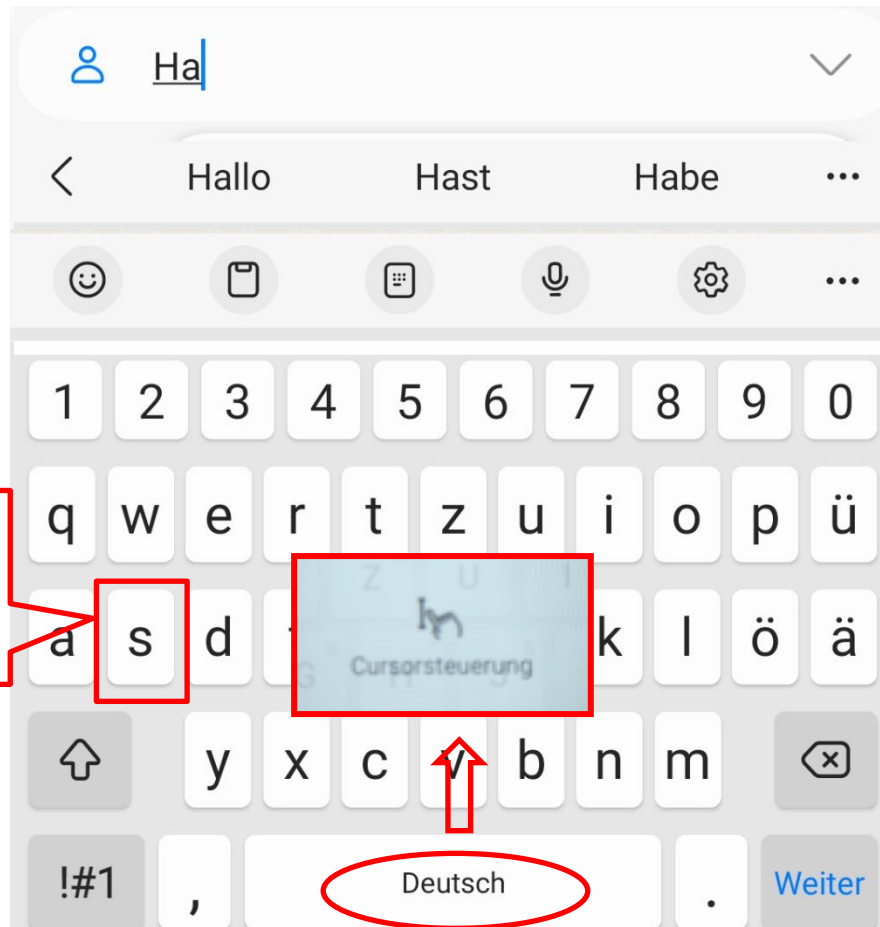 Ha
Hallo Hast Habe
1 2 3 4 5 6 7 8 9 0
q w e r t z u i o p ü
Z U I
a s d k l ö ä
G H
Cursorsteuerung
y x c v b n m
!#1 , Deutsch . Weiter